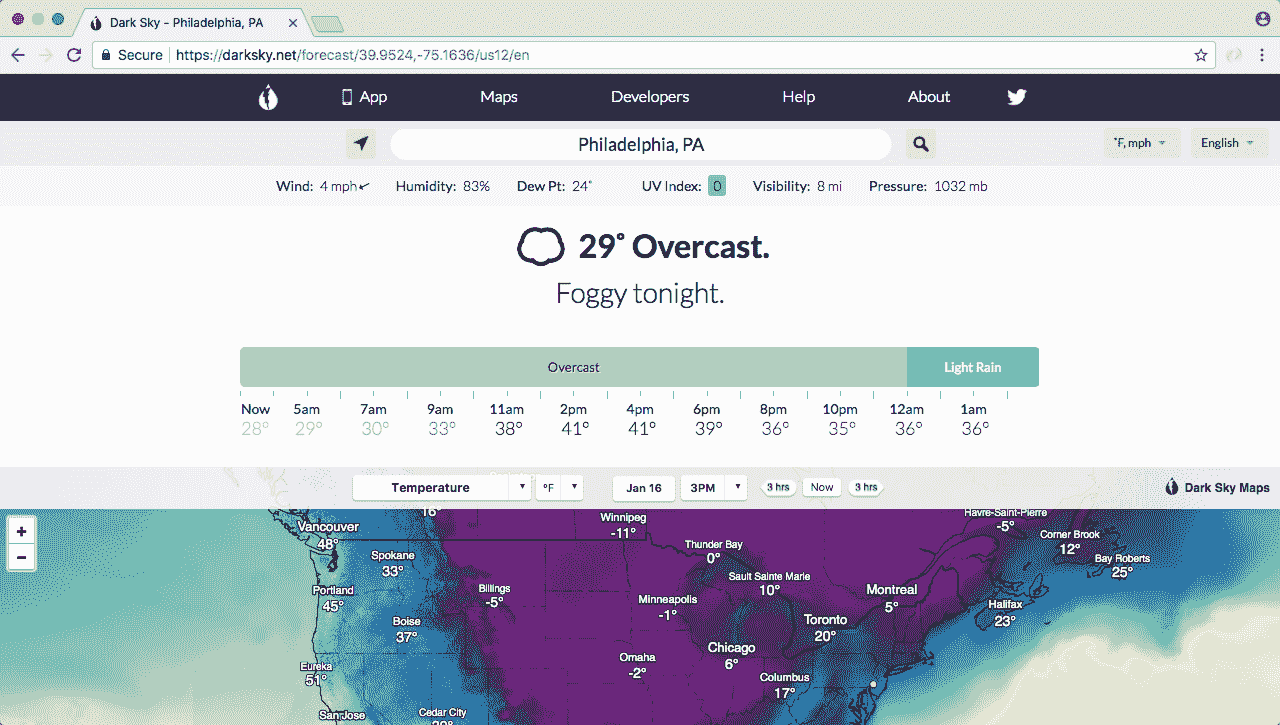 Dark Sky - Philadelphia, PA
Secure https://darksky.net/forecast/39.9524,-75.1636/us12/en
App Maps Developers Help About
Philadelphia, PA
˚F, mph
English
Wind: 4 mph Humidity: 83% Dew Pt: 24˚ UV Index: 0 Visibility: 8 mi Pressure: 1032 mb
29˚ Overcast.
Foggy tonight.
Overcast Light Rain
Now 5am 7am 9am 11am 2pm 4pm 6pm 8pm 10pm 12am 1am
28° 29° 30° 33° 38° 41° 41° 39° 36° 35° 36° 36°
Temperature °F Jan 16 3PM 3 hrs Now 3 hrs Dark Sky Maps
+
−
16°
Vancouver
48°
Winnipeg
-11°
Havre-Saint-Pierre
-5°
Corner Brook
12°
Bay Roberts
25°
Spokane
33°
Thunder Bay
0°
Sault Sainte Marie
10°
Portland
45°
Billings
-5°
Minneapolis
-1°
Montreal
5°
Halifax
23°
Boise
37°
Toronto
20°
Chicago
6°
Omaha
-2°
Eureka
51°
Columbus
17°
San Jose
Cedar City